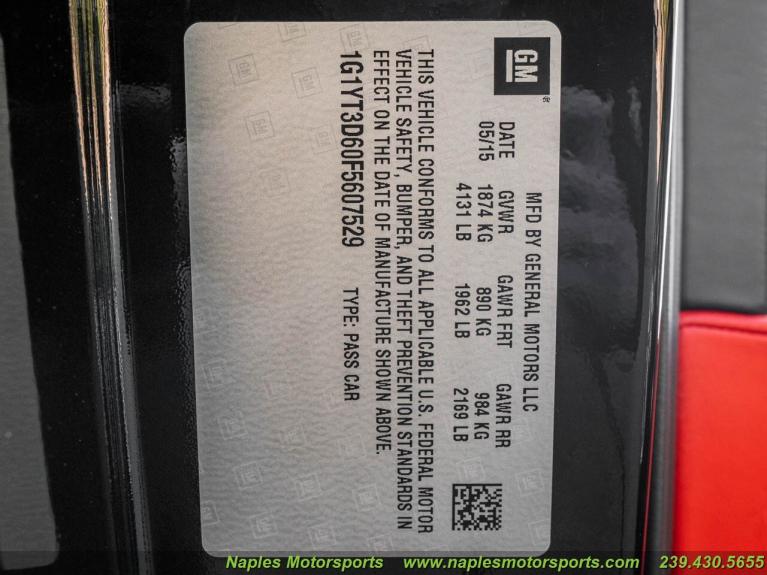 GM
MFD BY GENERAL MOTORS LLC
DATE GVWR GAWR FRT GAWR RR
05/15 1874 KG 890 KG 984 KG
4131 LB 1962 LB 2169 LB
THIS VEHICLE CONFORMS TO ALL APPLICABLE U.S. FEDERAL MOTOR
VEHICLE SAFETY, BUMPER, AND THEFT PREVENTION STANDARDS IN
EFFECT ON THE DATE OF MANUFACTURE SHOWN ABOVE.
1G1YT3D60F5607529 TYPE: PASS CAR
Naples Motorsports www.naplesmotorsports.com 239.430.5655